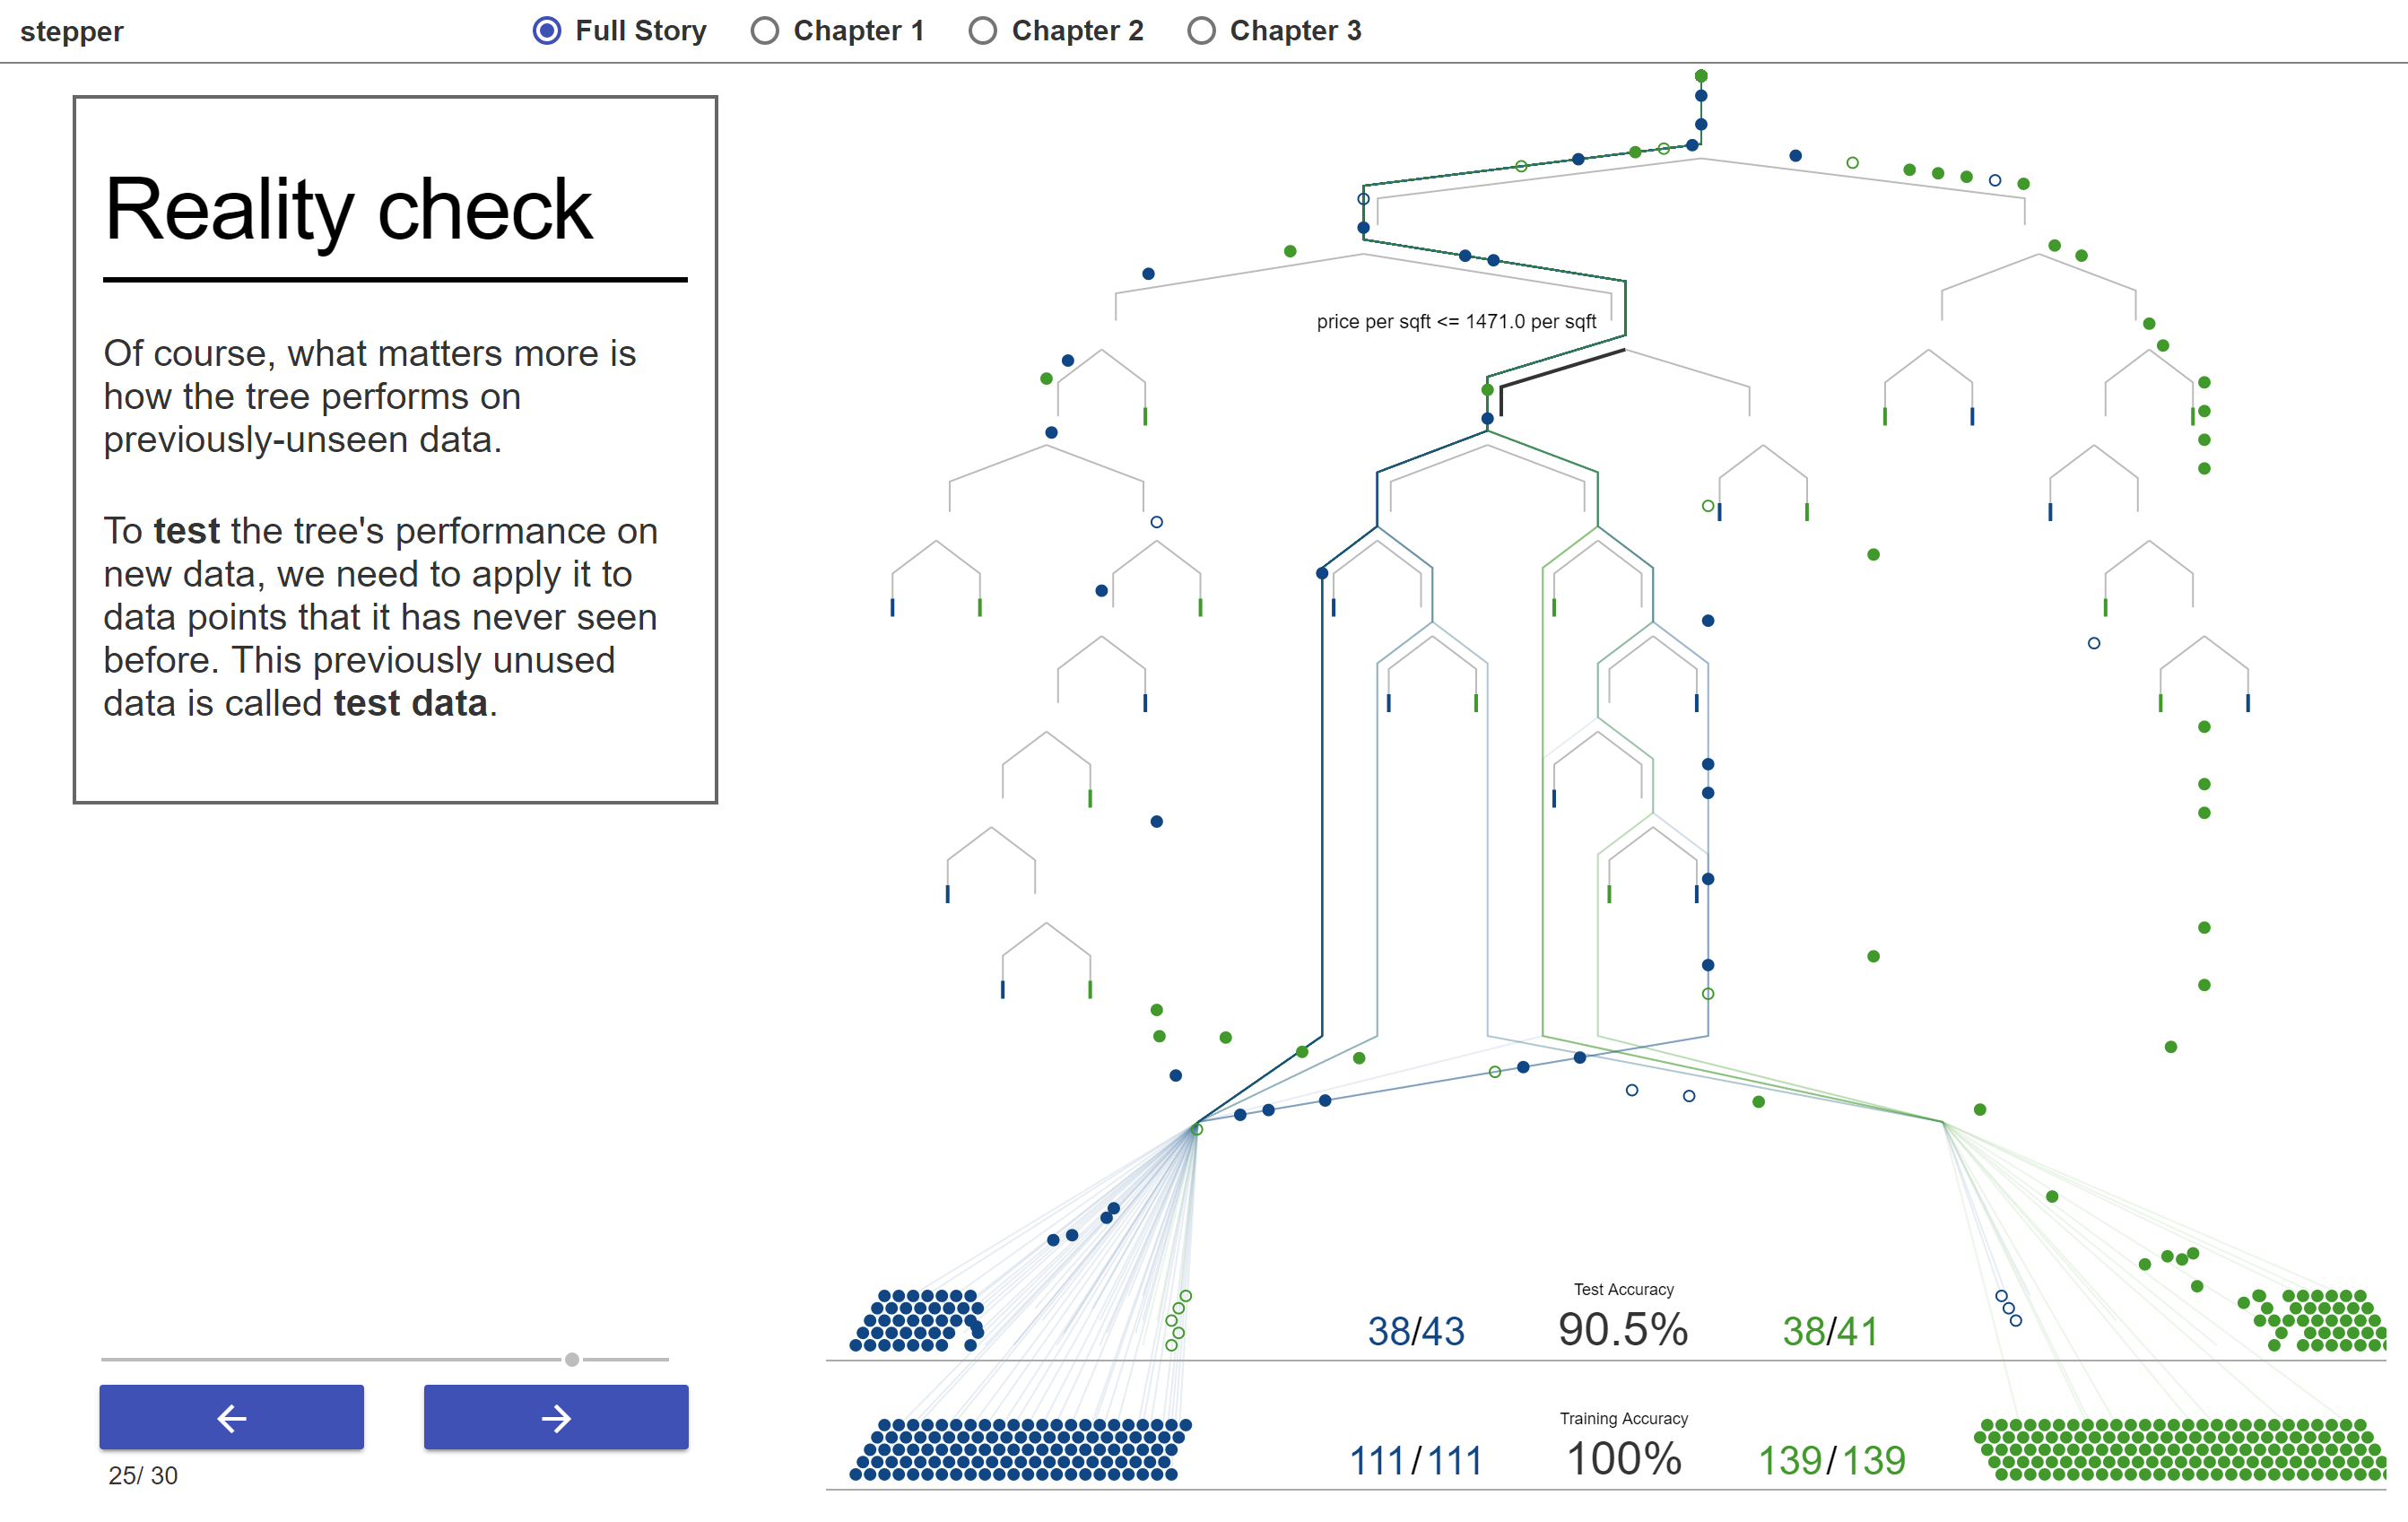 stepper
Full Story
Chapter 1
Chapter 2
Chapter 3
Reality check
Of course, what matters more is
how the tree performs on
previously-unseen data.
To test the tree's performance on
new data, we need to apply it to
data points that it has never seen
before. This previously unused
data is called test data.
25/ 30
price per sqft <= 1471.0 per sqft
Test Accuracy
38/43
90.5%
38/41
Training Accuracy
111/111
100%
139/139